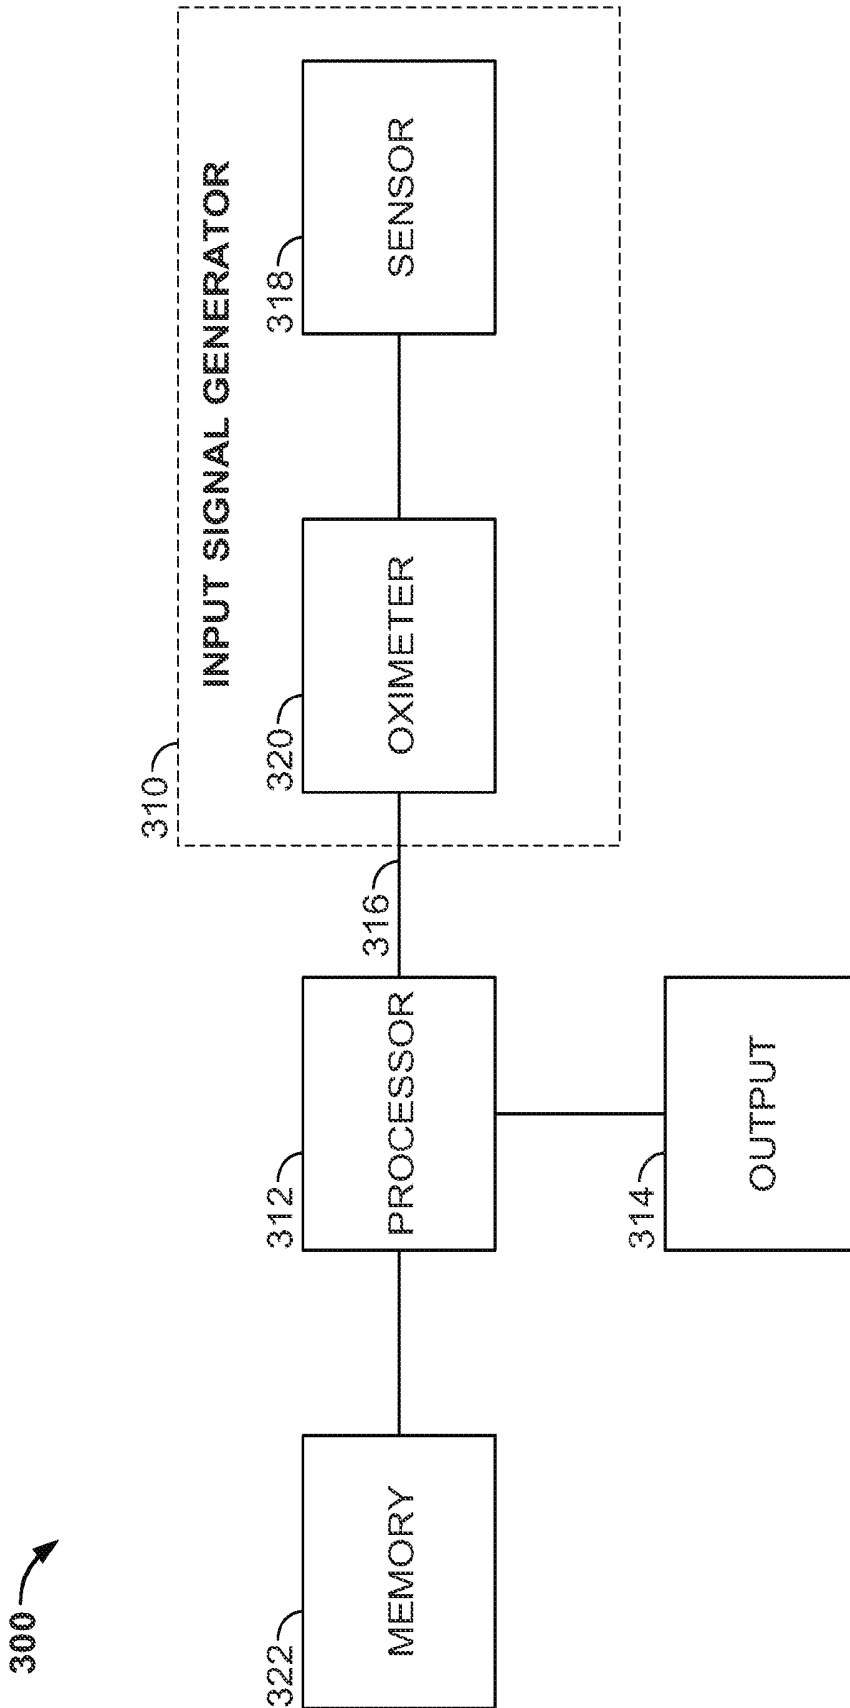 300
310
INPUT SIGNAL GENERATOR
322
MEMORY
312
PROCESSOR
316
320
OXIMETER
318
SENSOR
314
OUTPUT